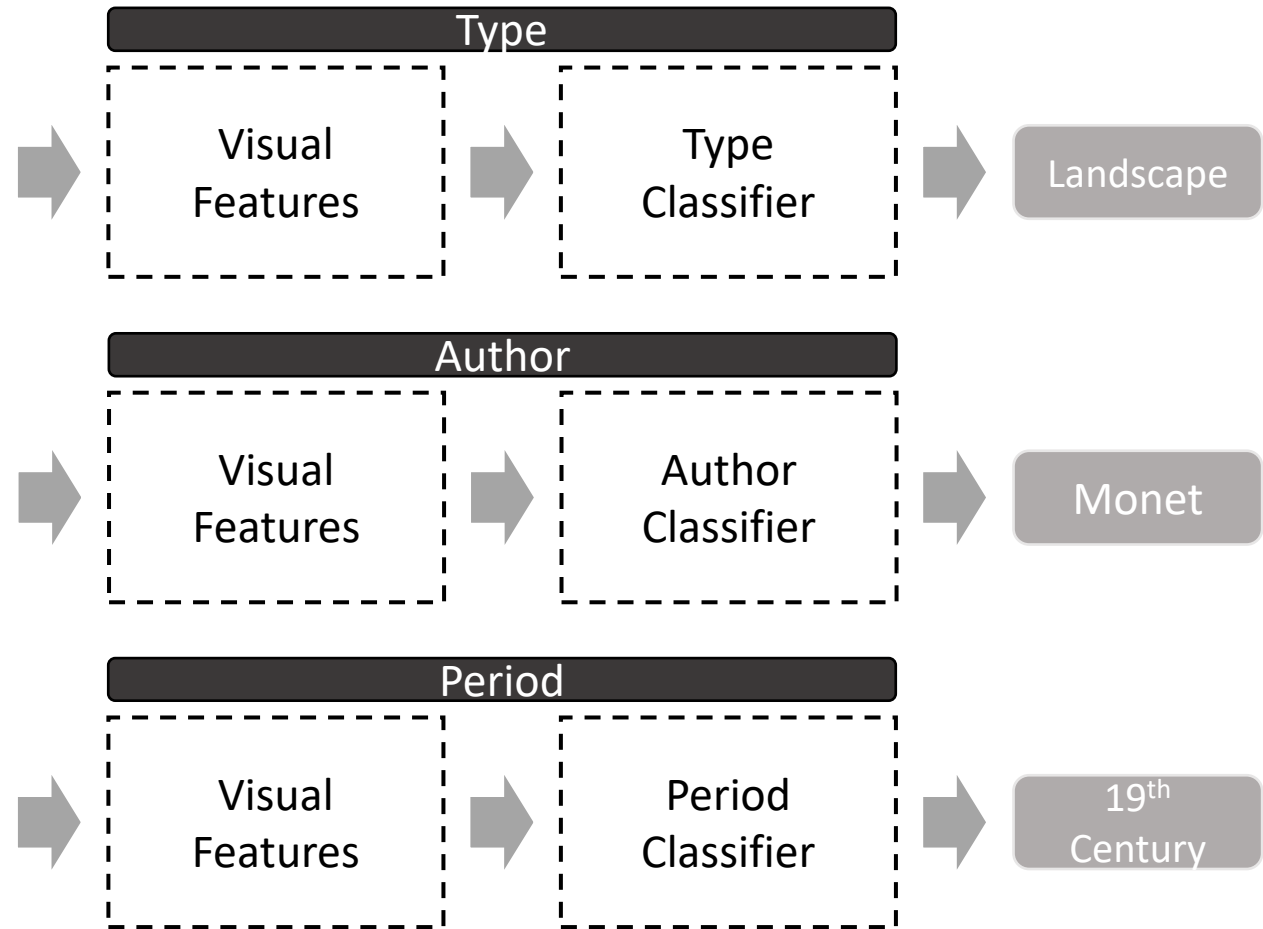 Type
Visual
Features
Type
Classifier
Landscape
Author
Visual
Features
Author
Classifier
Monet
Period
Visual
Features
Period
Classifier
19th
Century